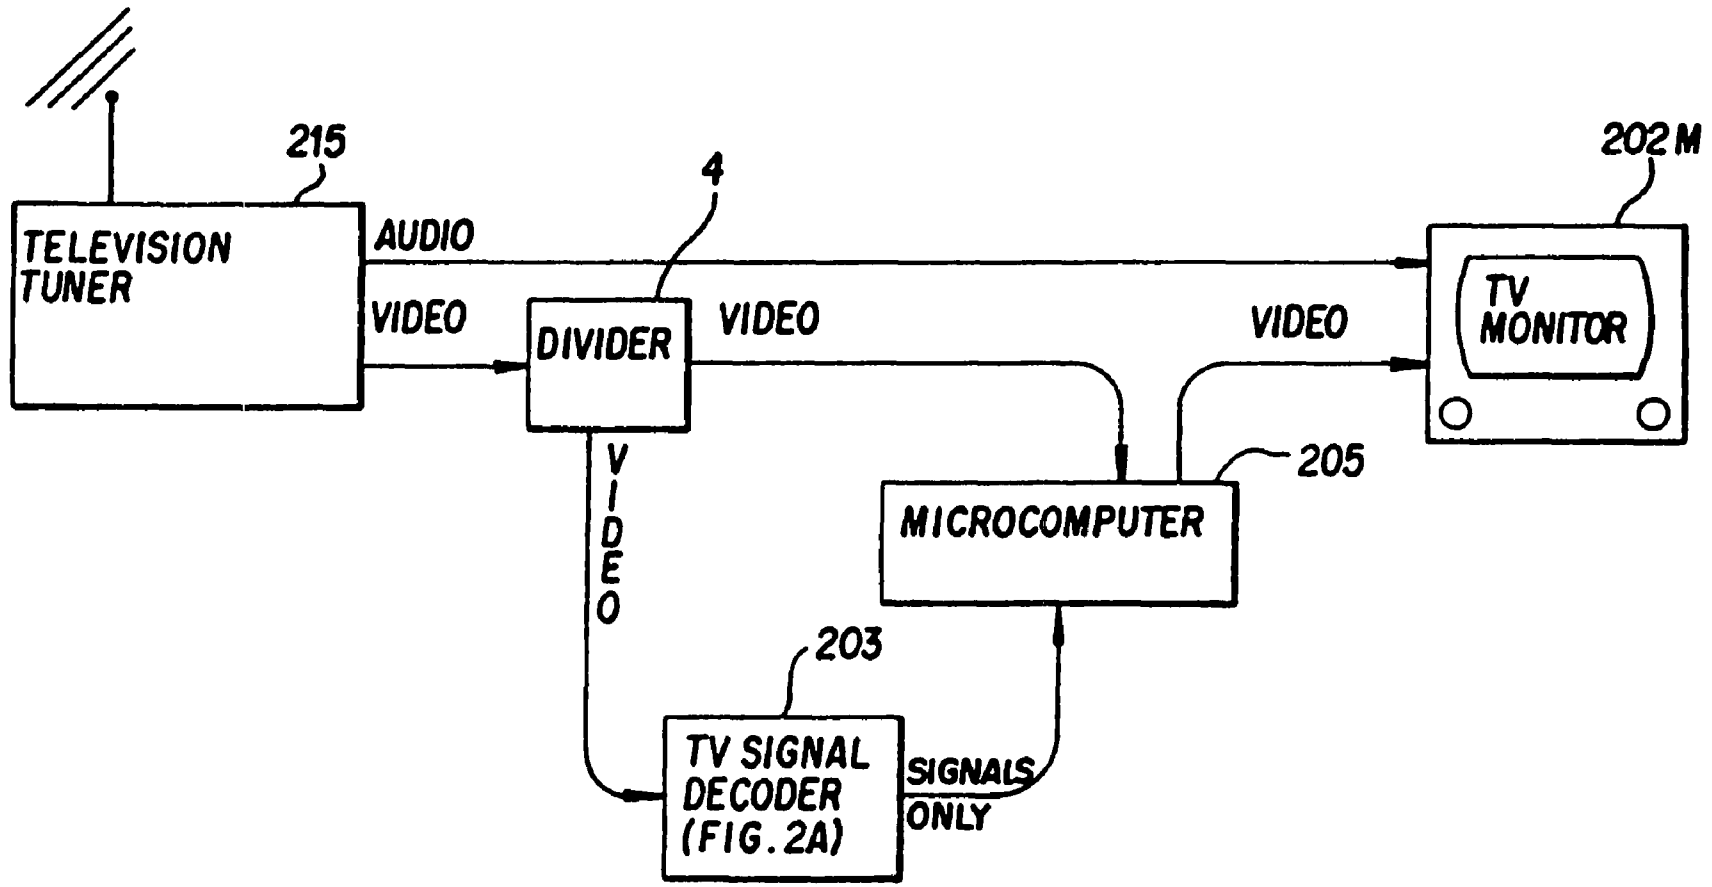 215
4
202M
TELEVISION
TUNER
AUDIO
VIDEO
DIVIDER
VIDEO
VIDEO
TV
MONITOR
VIDEO
205
MICROCOMPUTER
203
TV SIGNAL
DECODER
(FIG. 2A)
SIGNALS
ONLY